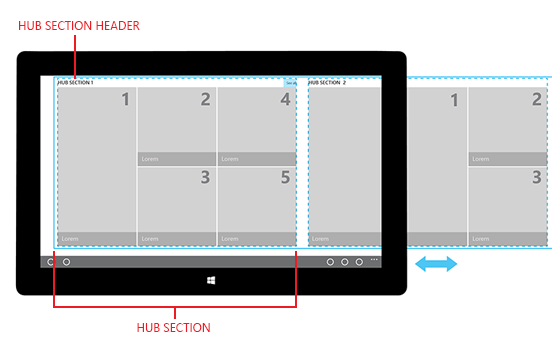 HUB SECTION HEADER
HUB SECTION 1
HUB SECTION 2
1
2
4
1
2
Lorem
Lorem
Lorem
3
5
3
Lorem
Lorem
Lorem
Lorem
HUB SECTION